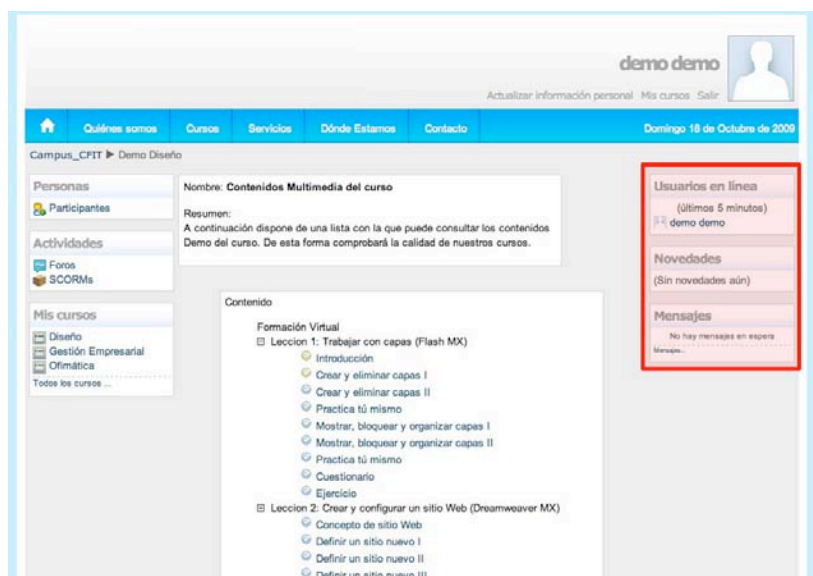 demo demo
Actualizar información personal Mis cursos Salir
Quiénes somos Cursos Servicios Dónde Estamos Contacto Domingo 18 de Octubre de 2009
Campus_CFIT ▶ Demo Diseño
Personas
Participantes
Actividades
Foros
SCORMs
Mis cursos
Diseño
Gestión Empresarial
Ofimática
Todos los cursos ...
Nombre: Contenidos Multimedia del curso
Resumen:
A continuación dispone de una lista con la que puede consultar los contenidos
Demo del curso. De esta forma comprobará la calidad de nuestros cursos.
Contenido
Formación Virtual
Leccion 1: Trabajar con capas (Flash MX)
Introducción
Crear y eliminar capas I
Crear y eliminar capas II
Practica tú mismo
Mostrar, bloquear y organizar capas I
Mostrar, bloquear y organizar capas II
Practica tú mismo
Cuestionario
Ejercicio
Leccion 2: Crear y configurar un sitio Web (Dreamweaver MX)
Concepto de sitio Web
Definir un sitio nuevo I
Definir un sitio nuevo II
Definir un sitio nuevo III
Usuarios en línea
(últimos 5 minutos)
demo demo
Novedades
(Sin novedades aún)
Mensajes
No hay mensajes en espera
Mensajes...